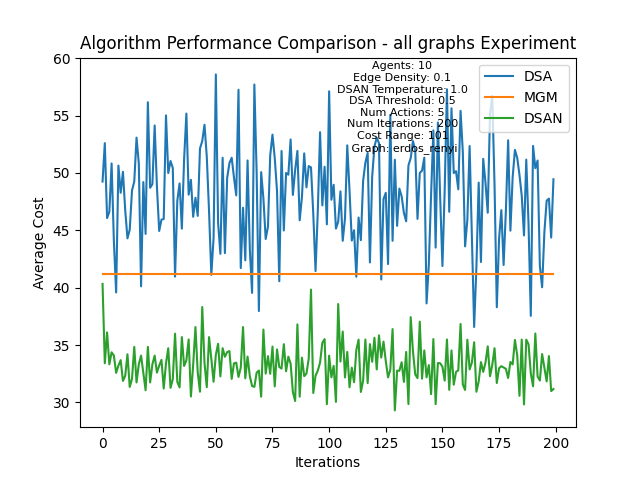 Algorithm Performance Comparison - all graphs Experiment
Agents: 10
Edge Density: 0.1
DSAN Temperature: 1.0
DSA Threshold: 0.5
Num Actions: 5
Num Iterations: 200
Cost Range: 101
Graph: erdos_renyi
DSA
MGM
DSAN
60
55
50
45
40
35
30
Average Cost
0
25
50
75
100
125
150
175
200
Iterations